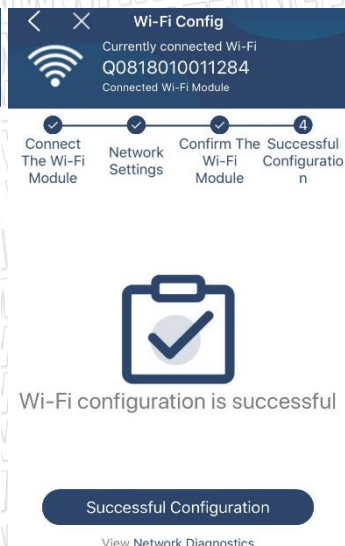 Wi-Fi Config
Currently connected Wi-Fi
Q0818010011284
Connected Wi-Fi Module
4
Connect
The Wi-Fi
Module
Network
Settings
Confirm The
Wi-Fi
Module
Successful
Configuratio
n
Wi-Fi configuration is successful
Successful Configuration
View Network Diagnostics